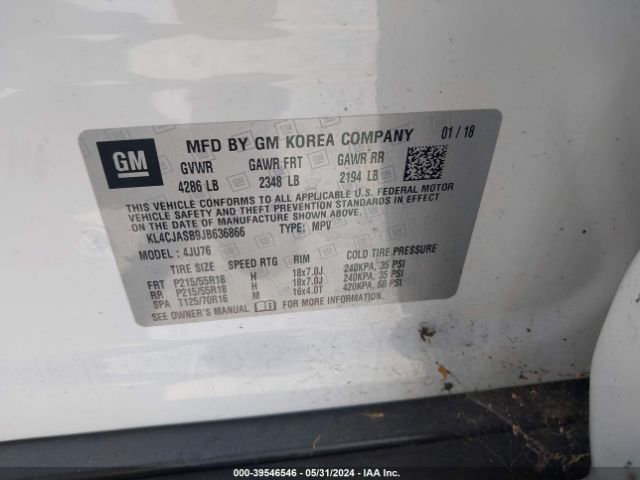 GM
MFD BY GM KOREA COMPANY 01 / 18
GVWR GAWR FRT GAWR RR
4286 LB 2348 LB 2194 LB
THIS VEHICLE CONFORMS TO ALL APPLICABLE U.S. FEDERAL MOTOR
VEHICLE SAFETY AND THEFT PREVENTION STANDARDS IN EFFECT
ON THE DATE OF MANUFACTURE SHOWN ABOVE.
KL4CJASB9JB636866 TYPE: MPV
MODEL : 4JU76
TIRE SIZE SPEED RTG RIM COLD TIRE PRESSURE
FRT P215/55R18 H 18x7.0J 240KPA, 35 PSI
RR P215/55R18 H 18x7.0J 240KPA, 35 PSI
SPA T125/70R16 M 16x4.0T 420KPA, 60 PSI
SEE OWNER'S MANUAL FOR MORE INFORMATION.
000-39546546 - 05/31/2024 - IAA Inc.